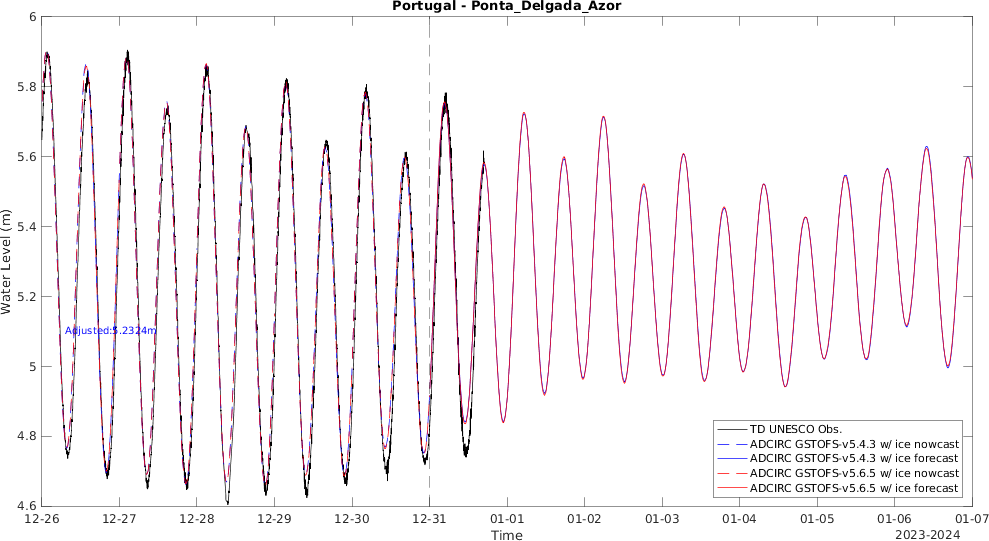 Portugal - Ponta_Delgada_Azor
6
5.8
5.6
5.4
5.2
5
4.8
4.6
Water Level (m)
Adjusted:5.2324m
TD UNESCO Obs.
ADCIRC GSTOFS-v5.4.3 w/ ice nowcast
ADCIRC GSTOFS-v5.4.3 w/ ice forecast
ADCIRC GSTOFS-v5.6.5 w/ ice nowcast
ADCIRC GSTOFS-v5.6.5 w/ ice forecast
12-26 12-27 12-28 12-29 12-30 12-31 01-01 01-02 01-03 01-04 01-05 01-06 01-07
Time
2023-2024